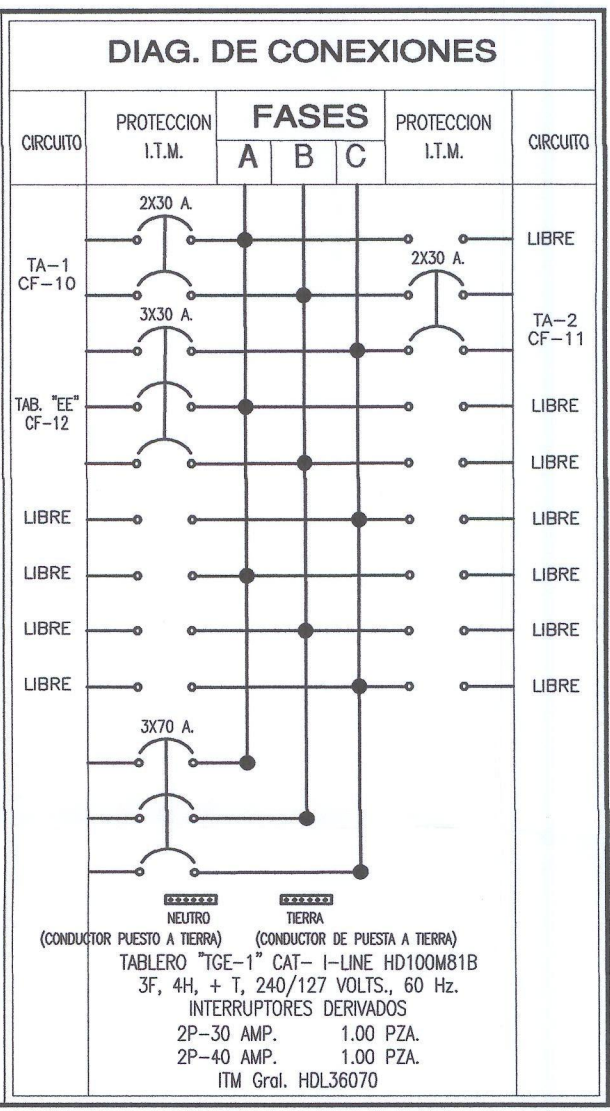 DIAG. DE CONEXIONES
CIRCUITO
PROTECCION
I.T.M.
FASES
A B C
PROTECCION
I.T.M.
CIRCUITO
2X30 A.
LIBRE
TA-1
CF-10
2X30 A.
3X30 A.
TA-2
CF-11
TAB. "EE"
CF-12
LIBRE
LIBRE
LIBRE LIBRE
LIBRE LIBRE
LIBRE LIBRE
LIBRE LIBRE
3X70 A.
NEUTRO
(CONDUCTOR PUESTO A TIERRA)
TIERRA
(CONDUCTOR DE PUESTA A TIERRA)
TABLERO "TGE-1" CAT- I-LINE HD100M81B
3F, 4H, + T, 240/127 VOLTS., 60 Hz.
INTERRUPTORES DERIVADOS
2P-30 AMP. 1.00 PZA.
2P-40 AMP. 1.00 PZA.
ITM Gral. HDL36070